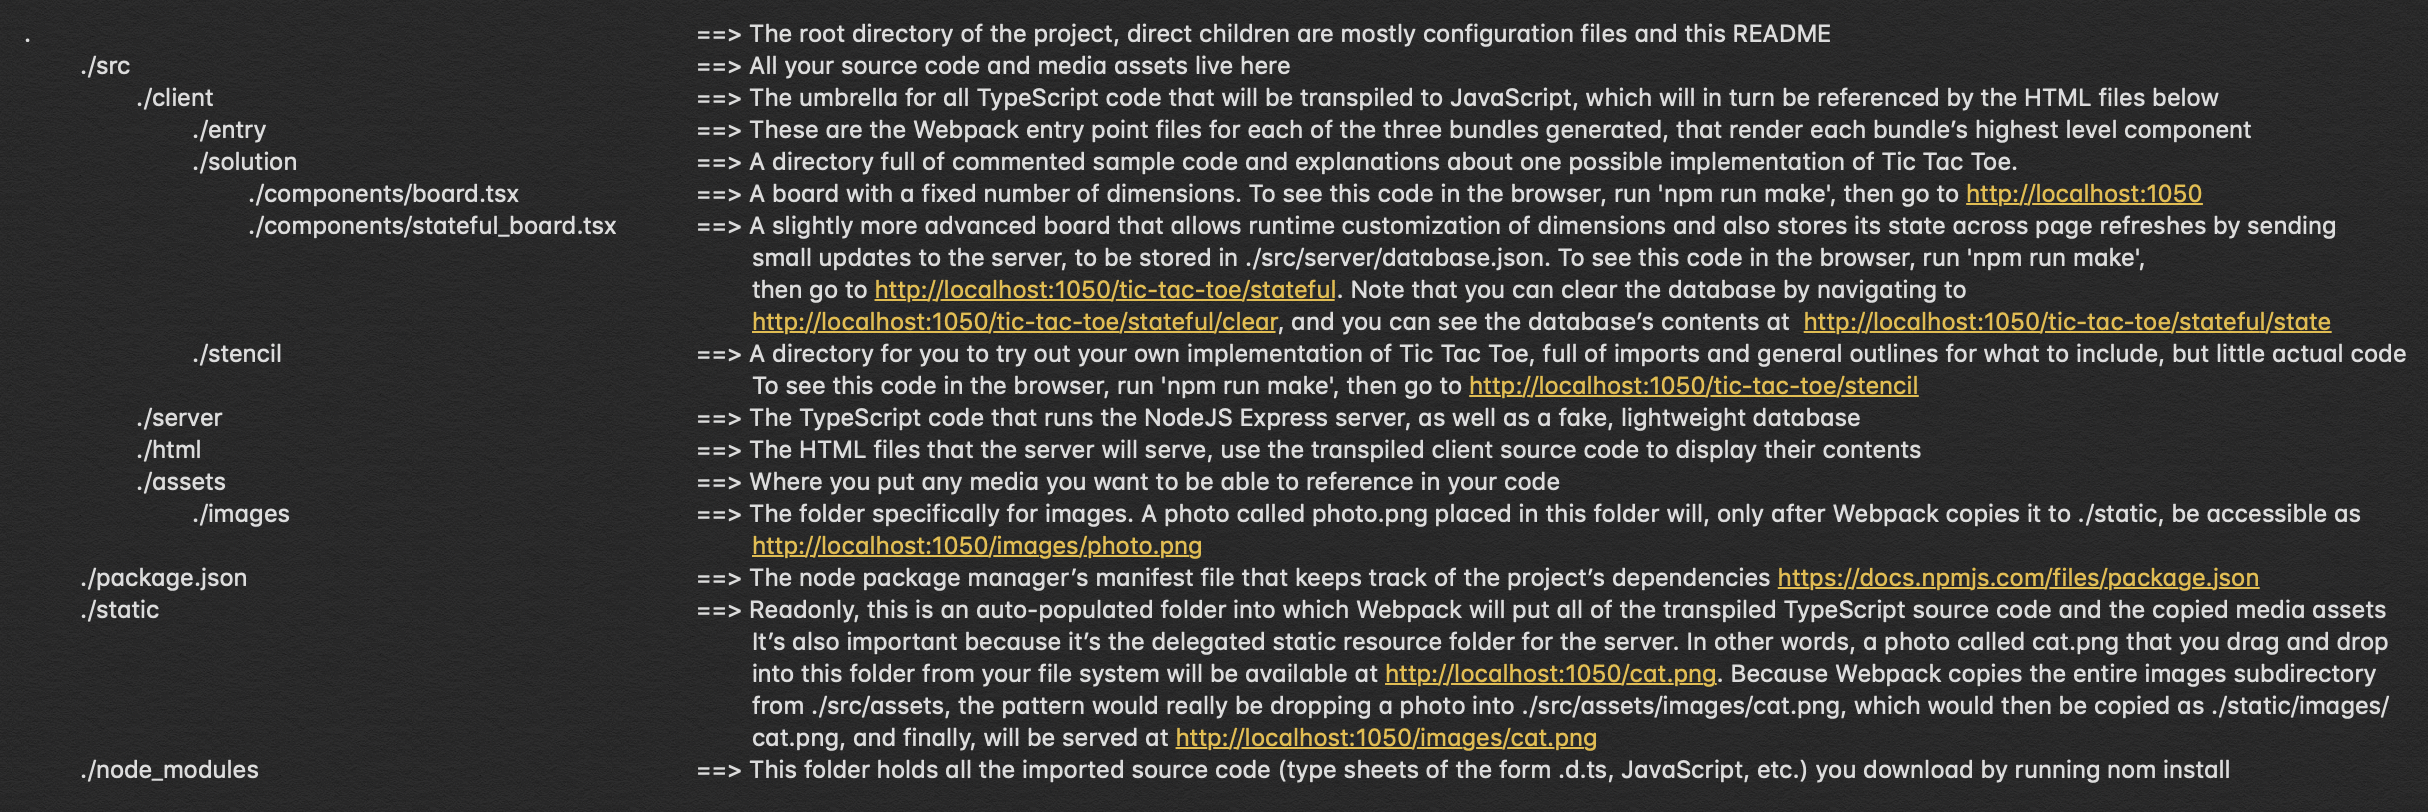 . ==> The root directory of the project, direct children are mostly configuration files and this README
./src ==> All your source code and media assets live here
./client ==> The umbrella for all TypeScript code that will be transpiled to JavaScript, which will in turn be referenced by the HTML files below
./entry ==> These are the Webpack entry point files for each of the three bundles generated, that render each bundle’s highest level component
./solution ==> A directory full of commented sample code and explanations about one possible implementation of Tic Tac Toe.
./components/board.tsx ==> A board with a fixed number of dimensions. To see this code in the browser, run 'npm run make', then go to http://localhost:1050
./components/stateful_board.tsx ==> A slightly more advanced board that allows runtime customization of dimensions and also stores its state across page refreshes by sending
small updates to the server, to be stored in ./src/server/database.json. To see this code in the browser, run 'npm run make',
then go to http://localhost:1050/tic-tac-toe/stateful. Note that you can clear the database by navigating to
http://localhost:1050/tic-tac-toe/stateful/clear, and you can see the database’s contents at http://localhost:1050/tic-tac-toe/stateful/state
./stencil ==> A directory for you to try out your own implementation of Tic Tac Toe, full of imports and general outlines for what to include, but little actual code
To see this code in the browser, run 'npm run make', then go to http://localhost:1050/tic-tac-toe/stencil
./server ==> The TypeScript code that runs the NodeJS Express server, as well as a fake, lightweight database
./html ==> The HTML files that the server will serve, use the transpiled client source code to display their contents
./assets ==> Where you put any media you want to be able to reference in your code
./images ==> The folder specifically for images. A photo called photo.png placed in this folder will, only after Webpack copies it to ./static, be accessible as
http://localhost:1050/images/photo.png
./package.json ==> The node package manager’s manifest file that keeps track of the project’s dependencies https://docs.npmjs.com/files/package.json
./static ==> Readonly, this is an auto-populated folder into which Webpack will put all of the transpiled TypeScript source code and the copied media assets
It’s also important because it’s the delegated static resource folder for the server. In other words, a photo called cat.png that you drag and drop
into this folder from your file system will be available at http://localhost:1050/cat.png. Because Webpack copies the entire images subdirectory
from ./src/assets, the pattern would really be dropping a photo into ./src/assets/images/cat.png, which would then be copied as ./static/images/
cat.png, and finally, will be served at http://localhost:1050/images/cat.png
./node_modules ==> This folder holds all the imported source code (type sheets of the form .d.ts, JavaScript, etc.) you download by running nom install